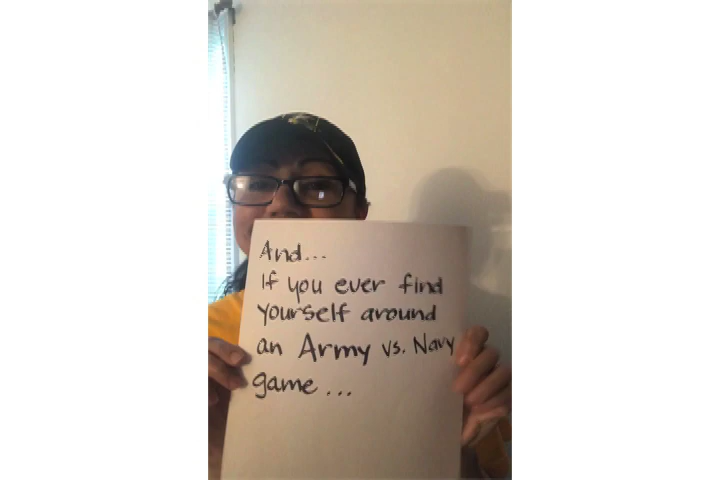 And...
If you ever find
yourself around
an Army vs. Navy
game...